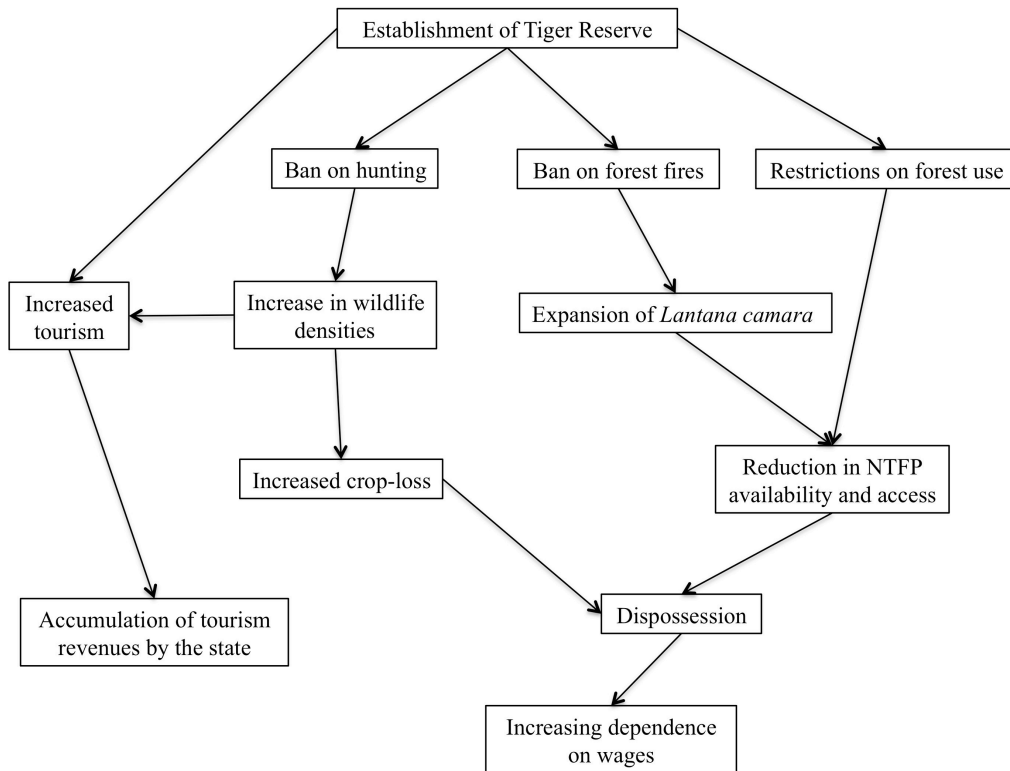 Establishment of Tiger Reserve
Ban on hunting
Ban on forest fires
Restrictions on forest use
Increased
tourism
Increase in wildlife
densities
Expansion of Lantana camara
Increased crop-loss
Reduction in NTFP
availability and access
Accumulation of tourism
revenues by the state
Dispossession
Increasing dependence
on wages